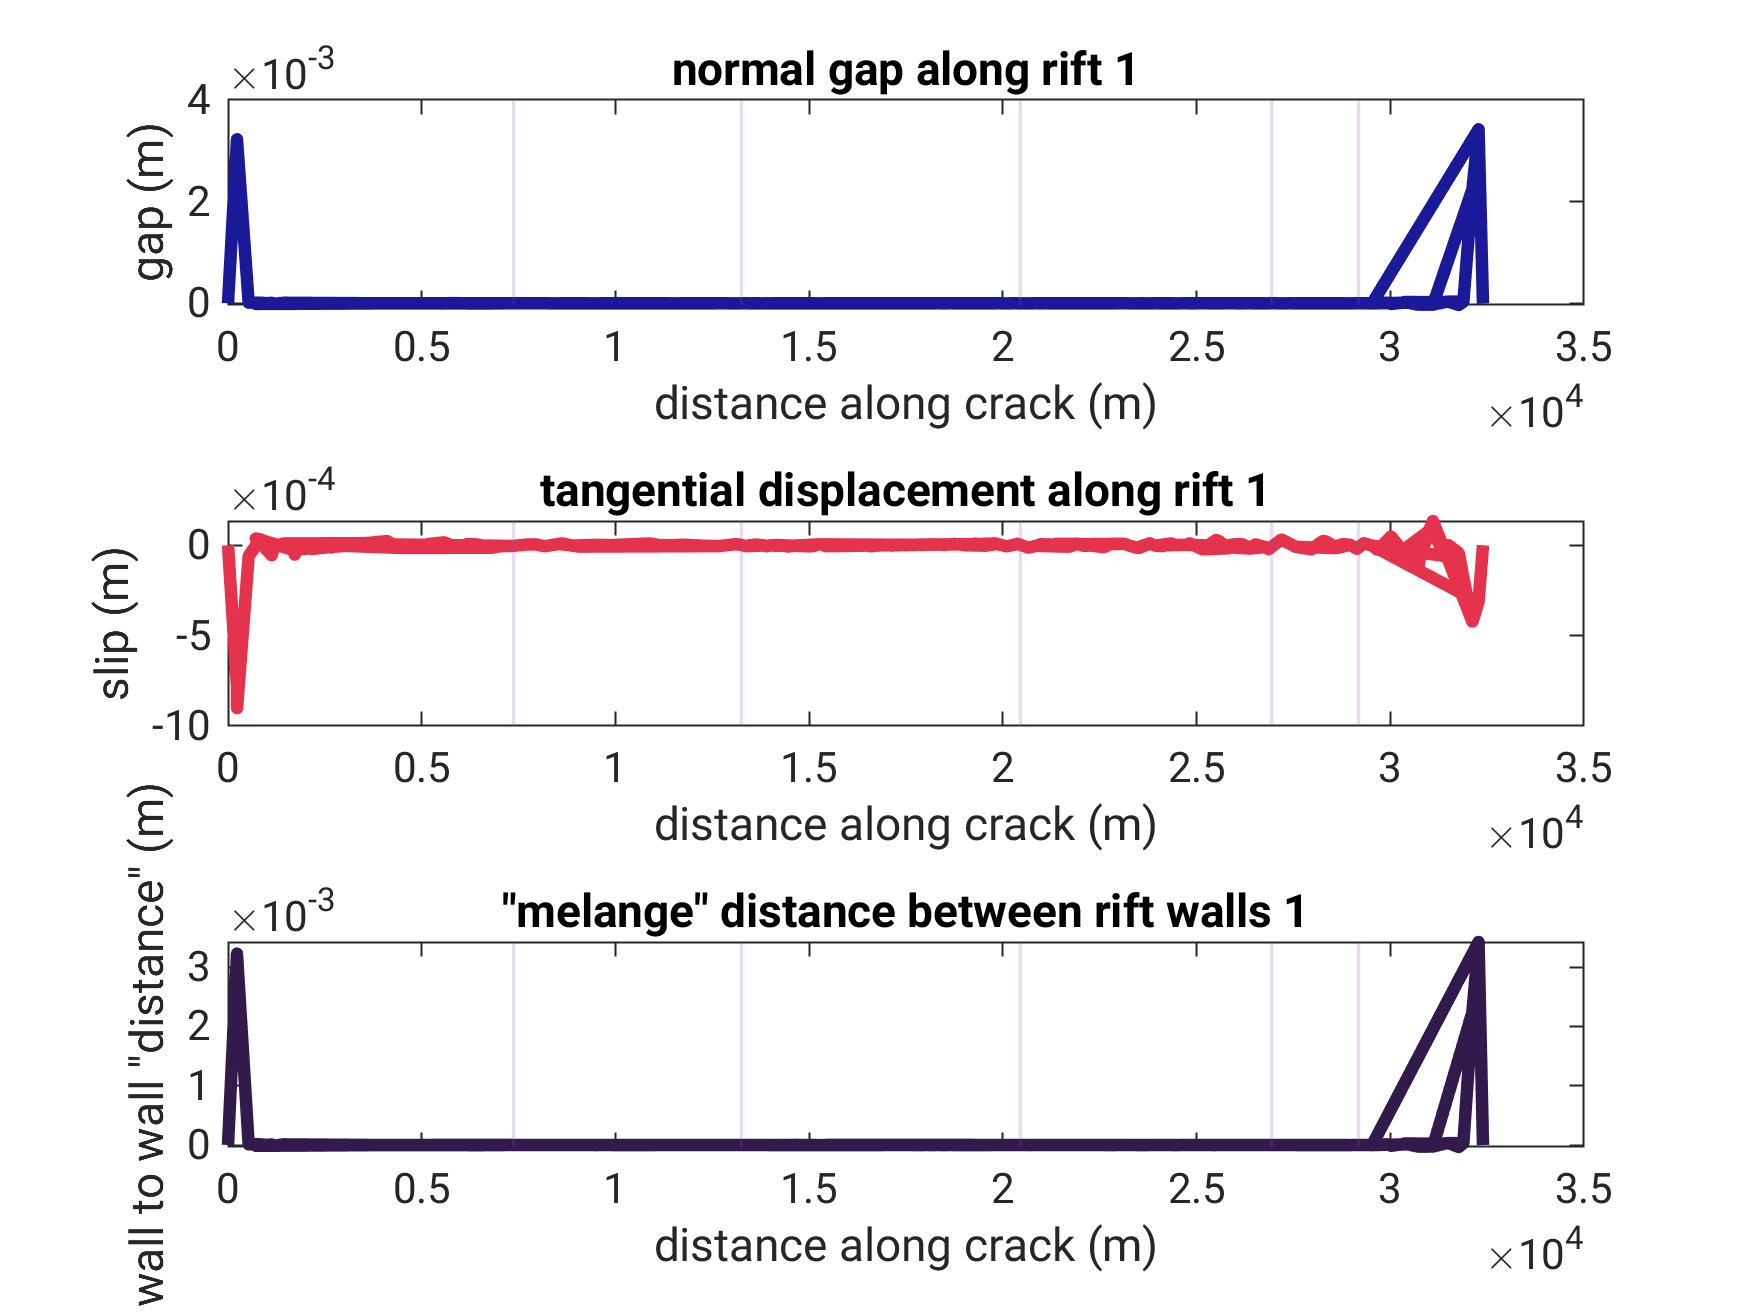 normal gap along rift 1
×10-3
gap (m)
4
2
0
0 0.5 1 1.5 2 2.5 3 3.5
distance along crack (m)
×104
tangential displacement along rift 1
×10-4
slip (m)
0
-5
-10
0 0.5 1 1.5 2 2.5 3 3.5
distance along crack (m)
×104
"melange" distance between rift walls 1
×10-3
wall to wall "distance" (m)
3
2
1
0
0 0.5 1 1.5 2 2.5 3 3.5
distance along crack (m)
×104